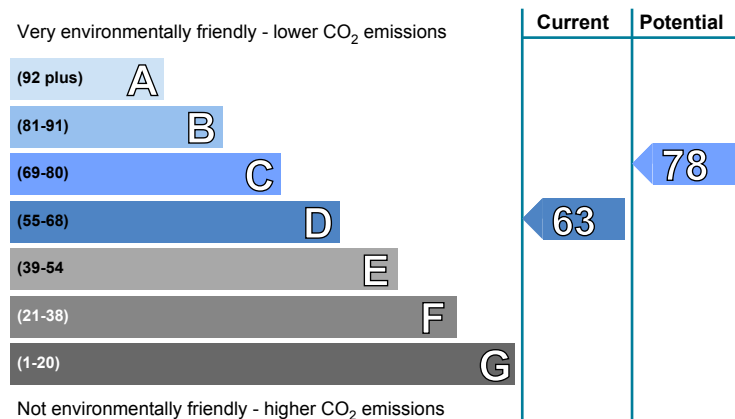 Current Potential
Very environmentally friendly - lower CO₂ emissions
(92 plus) A
(81-91) B
(69-80) C
78
(55-68) D
63
(39-54 E
(21-38) F
(1-20) G
Not environmentally friendly - higher CO₂ emissions